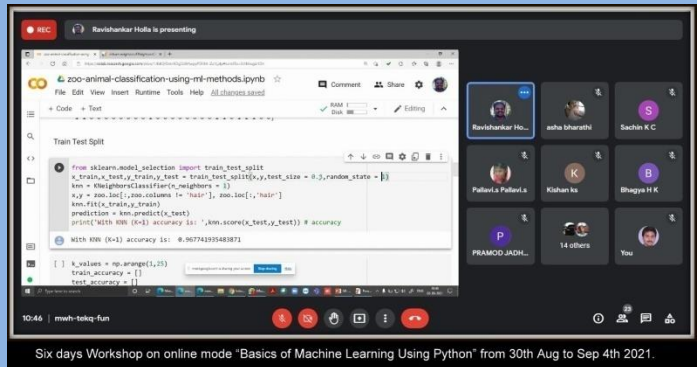 REC
Ravishankar Holla is presenting
zoo-animal-classification-using-ml-methods.ipynb
Comment
Share
File Edit View Insert Runtime Tools Help All changes saved
+ Code + Text
RAM
Disk
Editing
Train Test Split
from sklearn.model_selection import train_test_split
x_train,x_test,y_train,y_test = train_test_split(x,y,test_size = 0.3,random_state = 1)
knn = KNeighborsClassifier(n_neighbors = 1)
x,y = zoo.loc[:,zoo.columns != 'hair'], zoo.loc[:,'hair']
knn.fit(x_train,y_train)
prediction = knn.predict(x_test)
print('With KNN (K=1) accuracy is: ',knn.score(x_test,y_test)) # accuracy
With KNN (K=1) accuracy is: 0.967741935483871
[ ] k_values = np.arange(1,25)
train_accuracy = []
test_accuracy = []
Stop sharing
Hide
Ravishankar Ho...
asha bharathi
S
Sachin K C
Pallavi.s Pallavi.s
K
Kishan ks
B
Bhagya H K
P
PRAMOD JADH...
14 others
You
10:46 | mwh-tekq-fun
23
Six days Workshop on online mode "Basics of Machine Learning Using Python" from 30th Aug to Sep 4th 2021.